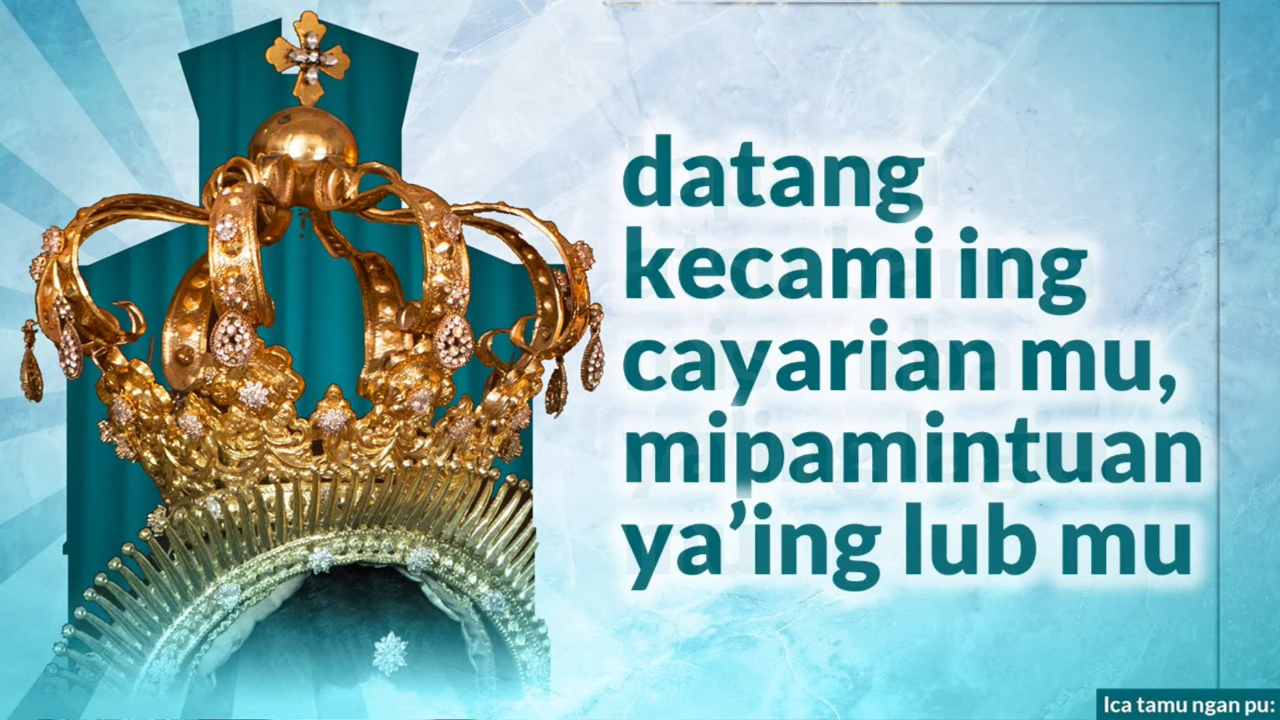 datang
kecami ing
cayarian mu,
mipamintuan
ya’ing lub mu
Ica tamu ngan pu: